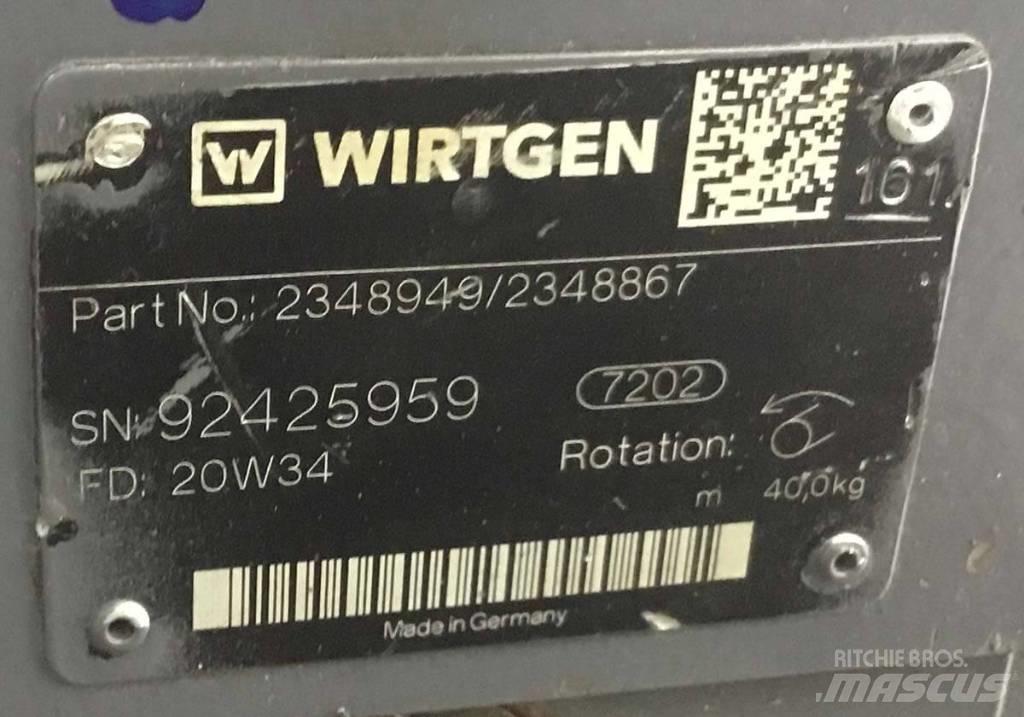 W WIRTGEN
161
Part No.: 2348949/2348867
SN: 92425959
7202
FD: 20W34
Rotation:
m 40,0kg
Made in Germany
RITCHIE BROS.
MASCUS